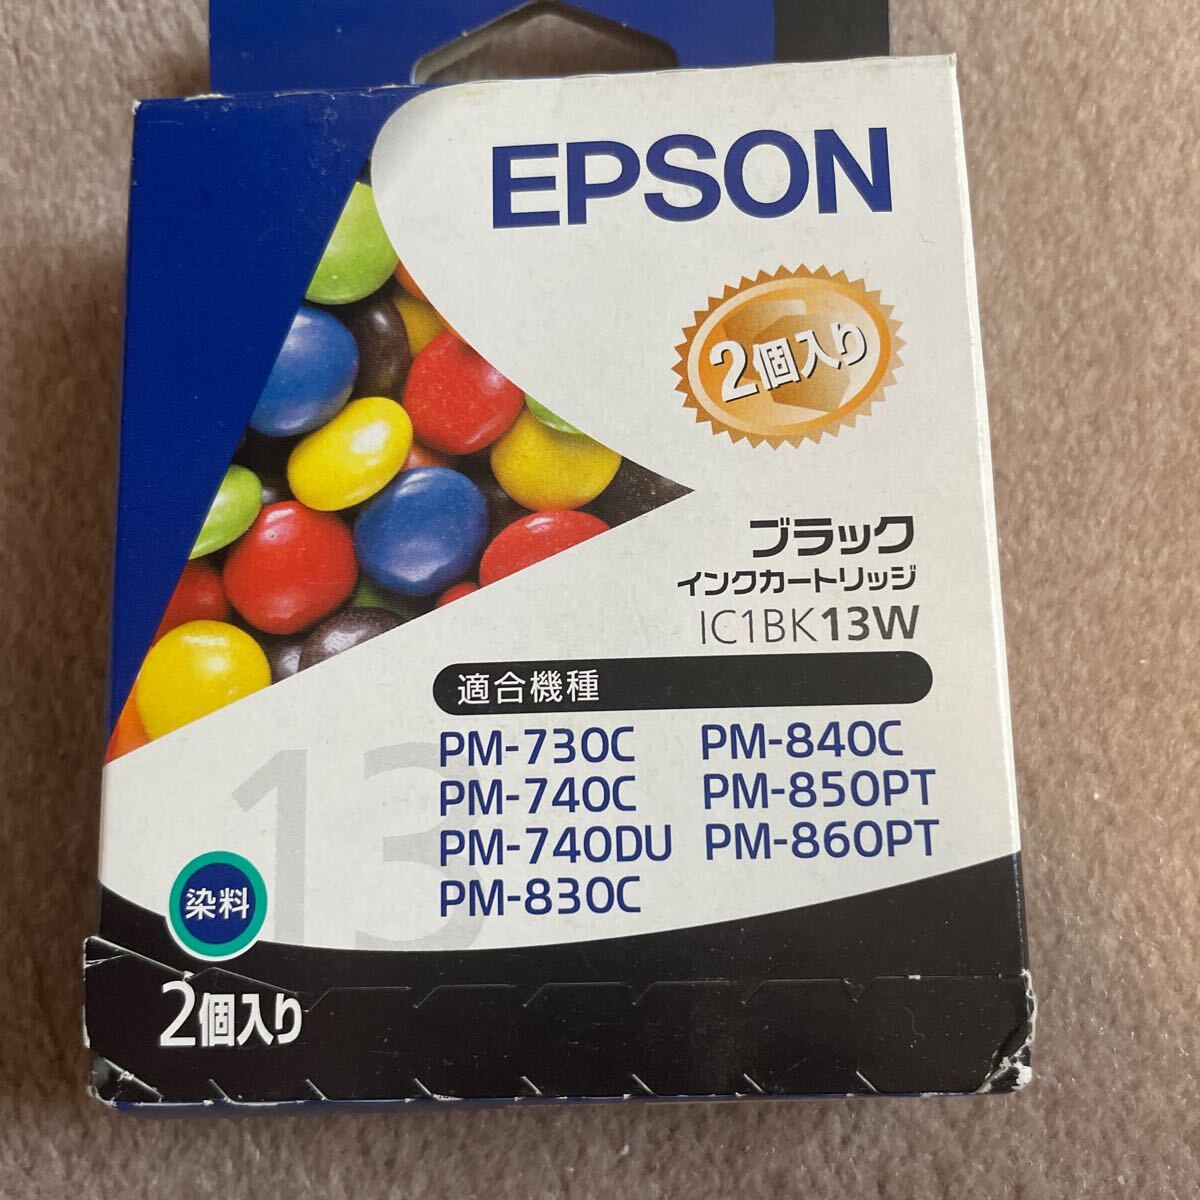 EPSON
2個入り
ブラック
インクカートリッジ
IC1BK13W
適合機種
PM-730C PM-840C
PM-740C PM-850PT
PM-740DU PM-860PT
PM-830C
13
染料
2個入り